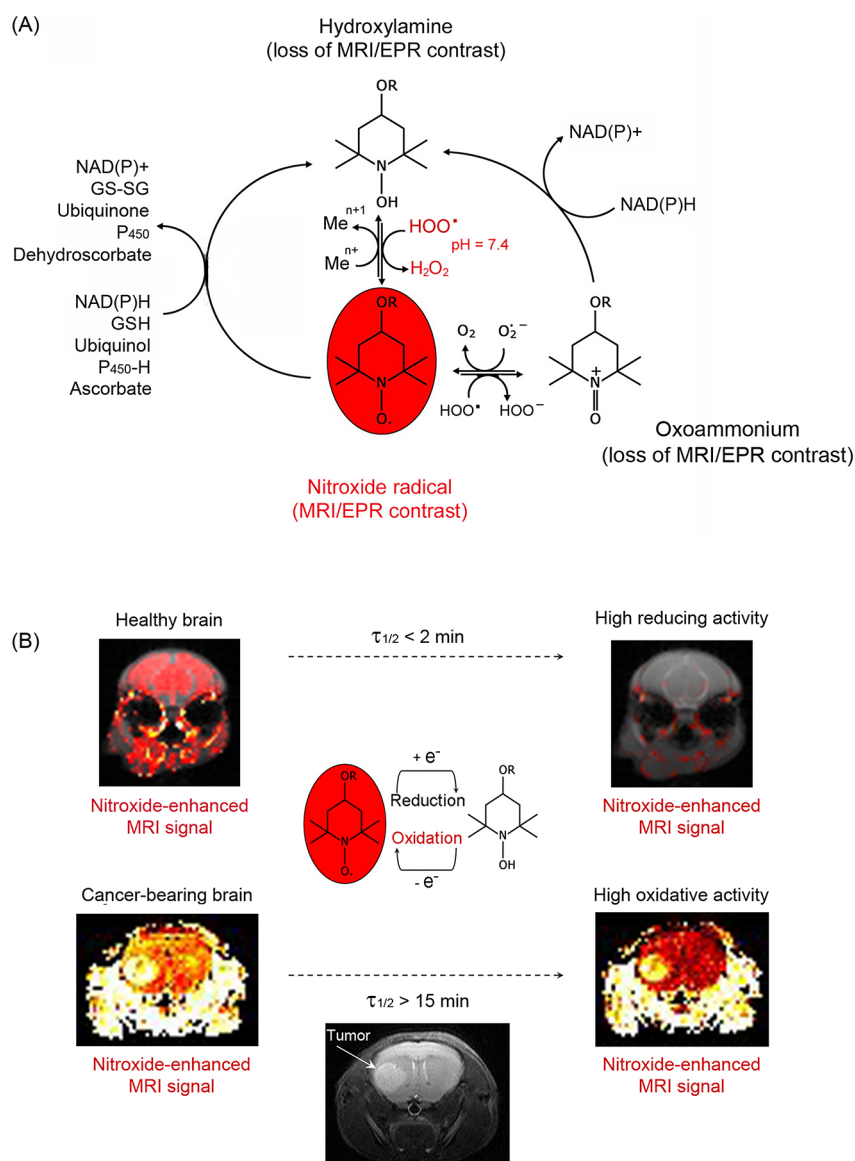 (A)
Hydroxylamine
(loss of MRI/EPR contrast)
OR
N
OH
NAD(P)+
GS-SG
Ubiquinone
P450
Dehydroscorbate
NAD(P)H
GSH
Ubiquinol
P450-H
Ascorbate
NAD(P)+
NAD(P)H
Me n+1
Me n+
HOO•
pH = 7.4
H2O2
OR
N
O.
O2
O2•−
HOO•
HOO−
OR
N
+
O
Oxoammonium
(loss of MRI/EPR contrast)
Nitroxide radical
(MRI/EPR contrast)
(B)
Healthy brain
τ1/2 < 2 min
High reducing activity
Nitroxide-enhanced
MRI signal
Nitroxide-enhanced
MRI signal
OR
N
O.
+ e−
Reduction
Oxidation
- e−
OR
N
OH
Cancer-bearing brain
High oxidative activity
τ1/2 > 15 min
Tumor
Nitroxide-enhanced
MRI signal
Nitroxide-enhanced
MRI signal